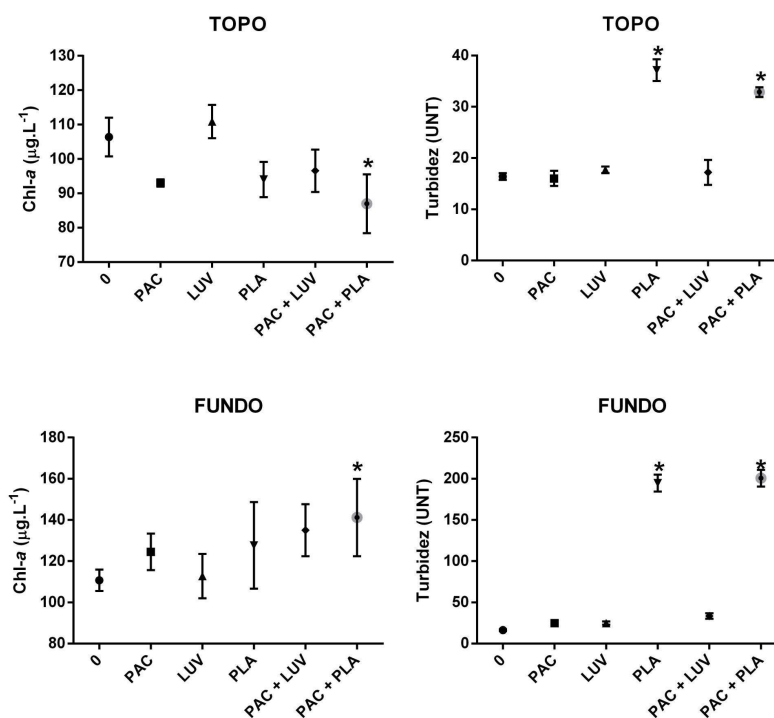 TOPO
Chl-a (µg.L-1)
130
120
110
100
90
80
70
*
0
PAC
LUV
PLA
PAC + LUV
PAC + PLA
TOPO
Turbidez (UNT)
40
30
20
10
0
*
*
0
PAC
LUV
PLA
PAC + LUV
PAC + PLA
FUNDO
Chl-a (µg.L-1)
180
160
140
120
100
80
*
0
PAC
LUV
PLA
PAC + LUV
PAC + PLA
FUNDO
Turbidez (UNT)
250
200
150
100
50
0
*
*
0
PAC
LUV
PLA
PAC + LUV
PAC + PLA